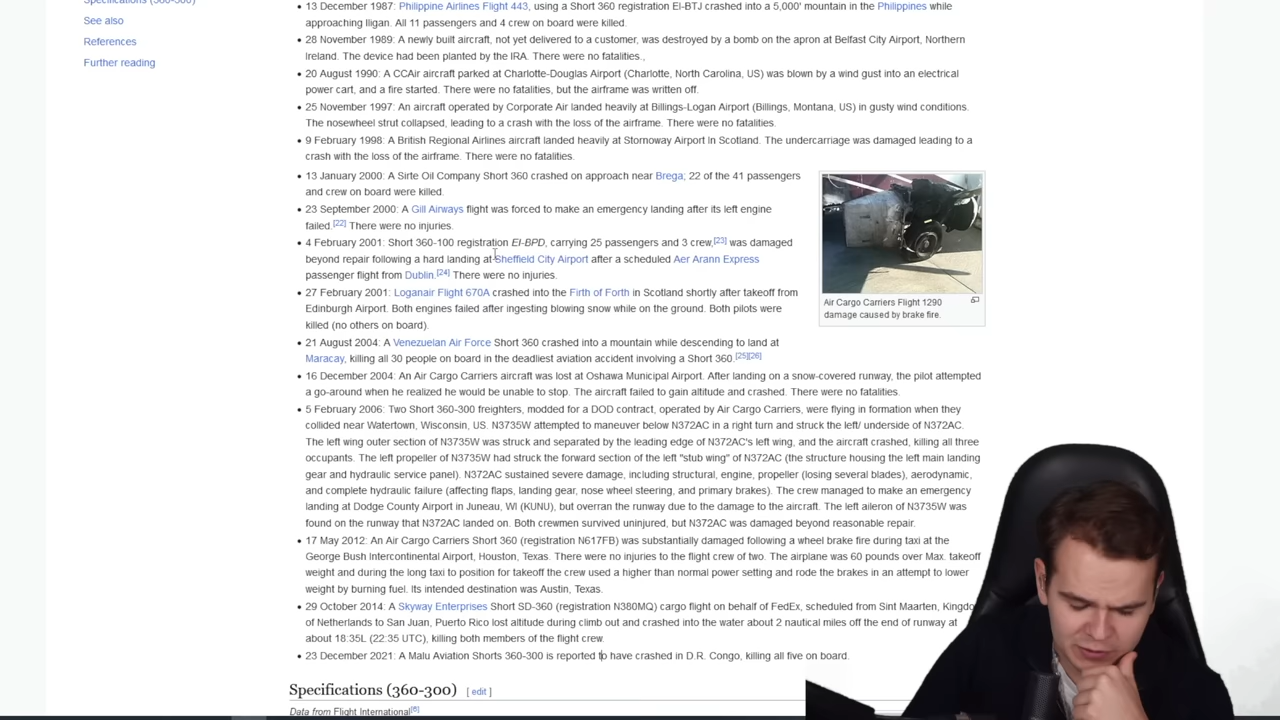 See also
References
Further reading
• 13 December 1987: Philippine Airlines Flight 443, using a Short 360 registration EI-BTJ crashed into a 5,000' mountain in the Philippines while
approaching Iligan. All 11 passengers and 4 crew on board were killed.
• 28 November 1989: A newly built aircraft, not yet delivered to a customer, was destroyed by a bomb on the apron at Belfast City Airport, Northern
Ireland. The device had been planted by the IRA. There were no fatalities.,
• 20 August 1990: A CCAir aircraft parked at Charlotte-Douglas Airport (Charlotte, North Carolina, US) was blown by a wind gust into an electrical
power cart, and a fire started. There were no fatalities, but the airframe was written off.
• 25 November 1997: An aircraft operated by Corporate Air landed heavily at Billings-Logan Airport (Billings, Montana, US) in gusty wind conditions.
The nosewheel strut collapsed, leading to a crash with the loss of the airframe. There were no fatalities.
• 9 February 1998: A British Regional Airlines aircraft landed heavily at Stornoway Airport In Scotland. The undercarriage was damaged leading to a
crash with the loss of the airframe. There were no fatalities.
• 13 January 2000: A Sirte Oil Company Short 360 crashed on approach near Brega; 22 of the 41 passengers
and crew on board were killed.
• 23 September 2000: A Gill Airways flight was forced to make an emergency landing after its left engine
failed.[22] There were no injuries.
• 4 February 2001: Short 360-100 registration EI-BPD, carrying 25 passengers and 3 crew,[23] was damaged
beyond repair following a hard landing at Sheffield City Airport after a scheduled Aer Arann Express
passenger flight from Dublin.[24] There were no injuries.
• 27 February 2001: Loganair Flight 670A crashed into the Firth of Forth in Scotland shortly after takeoff from
Edinburgh Airport. Both engines failed after ingesting blowing snow while on the ground. Both pilots were
killed (no others on board).
• 21 August 2004: A Venezuelan Air Force Short 360 crashed into a mountain while descending to land at
Maracay, killing all 30 people on board in the deadliest aviation accident involving a Short 360.[25][26]
Air Cargo Carriers Flight 1290
damage caused by brake fire.
• 16 December 2004: An Air Cargo Carriers aircraft was lost at Oshawa Municipal Airport. After landing on a snow-covered runway, the pilot attempted
a go-around when he realized he would be unable to stop. The aircraft failed to gain altitude and crashed. There were no fatalities.
• 5 February 2006: Two Short 360-300 freighters, modded for a DOD contract, operated by Air Cargo Carriers, were flying in formation when they
collided near Watertown, Wisconsin, US. N3735W attempted to maneuver below N372AC in a right turn and struck the left/ underside of N372AC.
The left wing outer section of N3735W was struck and separated by the leading edge of N372AC's left wing, and the aircraft crashed, killing all three
occupants. The left propeller of N3735W had struck the forward section of the left "stub wing" of N372AC (the structure housing the left main landing
gear and hydraulic service panel). N372AC sustained severe damage, including structural, engine, propeller (losing several blades), aerodynamic,
and complete hydraulic failure (affecting flaps, landing gear, nose wheel steering, and primary brakes). The crew managed to make an emergency
landing at Dodge County Airport in Juneau, WI (KUNU), but overran the runway due to the damage to the aircraft. The left aileron of N3735W was
found on the runway that N372AC landed on. Both crewmen survived uninjured, but N372AC was damaged beyond reasonable repair.
• 17 May 2012: An Air Cargo Carriers Short 360 (registration N617FB) was substantially damaged following a wheel brake fire during taxi at the
George Bush Intercontinental Airport, Houston, Texas. There were no injuries to the flight crew of two. The airplane was 60 pounds over Max. takeoff
weight and during the long taxi to position for takeoff the crew used a higher than normal power setting and rode the brakes in an attempt to lower
weight by burning fuel. Its intended destination was Austin, Texas.
• 29 October 2014: A Skyway Enterprises Short SD-360 (registration N380MQ) cargo flight on behalf of FedEx, scheduled from Sint Maarten, Kingdo
of Netherlands to San Juan, Puerto Rico lost altitude during climb out and crashed into the water about 2 nautical miles off the end of runway at
about 18:35L (22:35 UTC), killing both members of the flight crew.
• 23 December 2021: A Malu Aviation Shorts 360-300 is reported to have crashed in D.R. Congo, killing all five on board.
Specifications (360-300) [ edit ]
Data from Flight International[6]